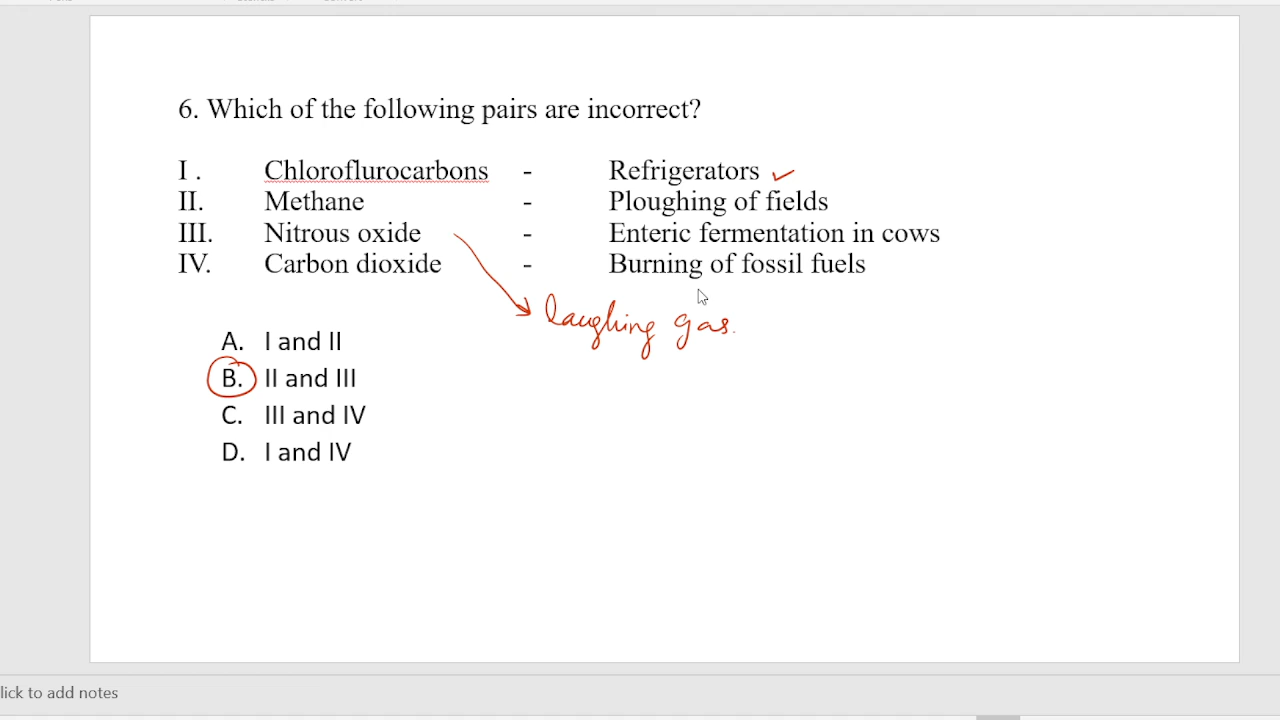 6. Which of the following pairs are incorrect?
I . Chloroflurocarbons - Refrigerators
II. Methane - Ploughing of fields
III. Nitrous oxide - Enteric fermentation in cows
IV. Carbon dioxide - Burning of fossil fuels
laughing gas.
A. I and II
B. II and III
C. III and IV
D. I and IV
lick to add notes